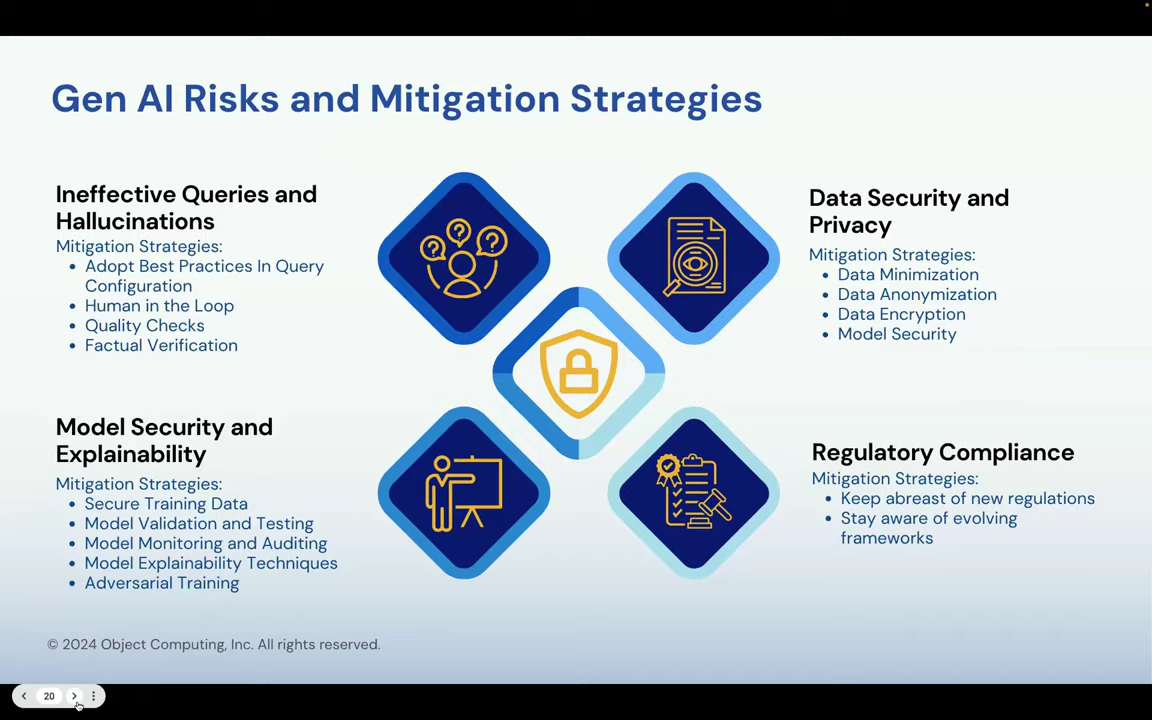 Gen AI Risks and Mitigation Strategies
Ineffective Queries and
Hallucinations
Mitigation Strategies:
• Adopt Best Practices In Query
Configuration
• Human in the Loop
• Quality Checks
• Factual Verification
Data Security and
Privacy
Mitigation Strategies:
• Data Minimization
• Data Anonymization
• Data Encryption
• Model Security
Model Security and
Explainability
Mitigation Strategies:
• Secure Training Data
• Model Validation and Testing
• Model Monitoring and Auditing
• Model Explainability Techniques
• Adversarial Training
Regulatory Compliance
Mitigation Strategies:
• Keep abreast of new regulations
• Stay aware of evolving
frameworks
© 2024 Object Computing, Inc. All rights reserved.
20